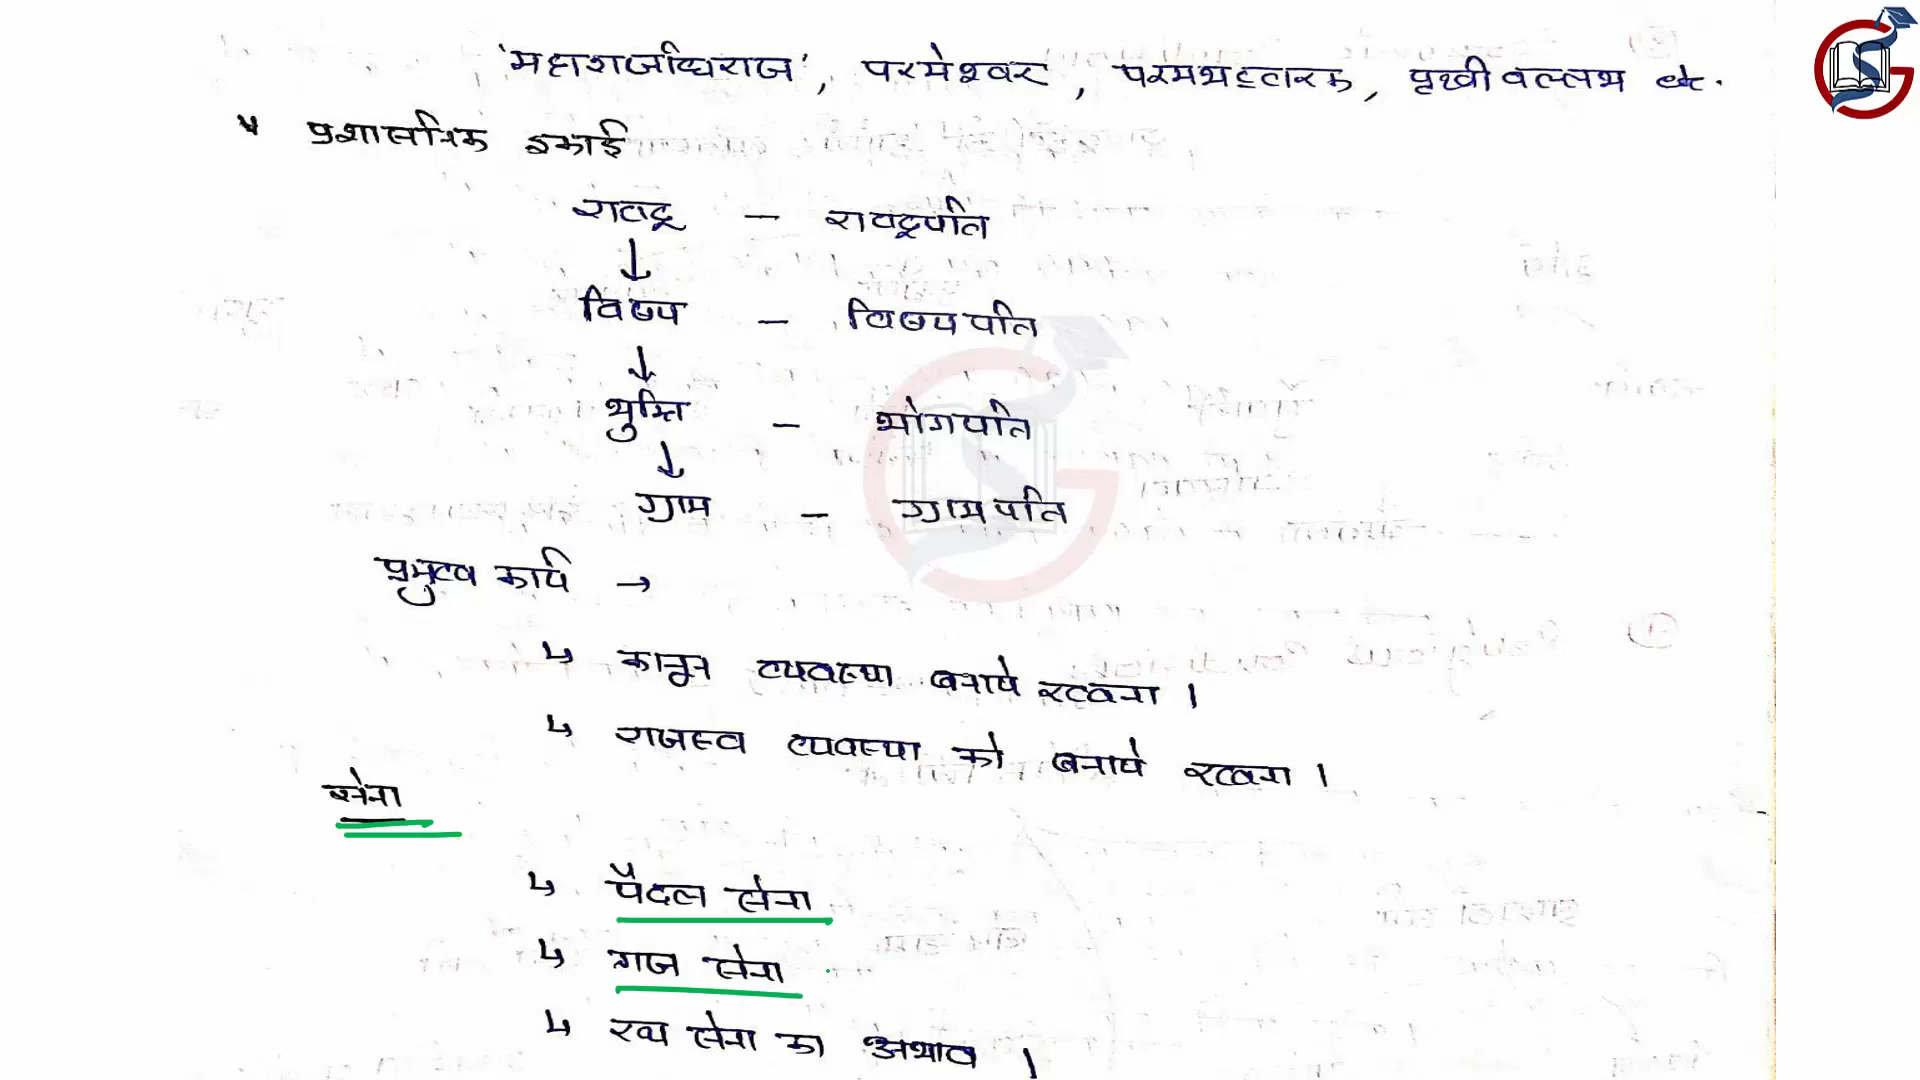 'महाराजाधिराज', परमेश्वर, परमभट्टारक, पृथ्वीवल्लभ etc.
↳ प्रशासनिक इकाई
राष्ट्र – राष्ट्रपति
↓
विषय – विषयपति
↓
भुक्ति – भोगपति
↓
ग्राम – ग्रामपति
प्रमुख कार्य →
↳ कानून व्यवस्था बनाये रखना ।
↳ राजस्व व्यवस्था को बनाये रखना ।
सेना
↳ पैदल सेना
↳ गज सेना
↳ रथ सेना का अभाव ।